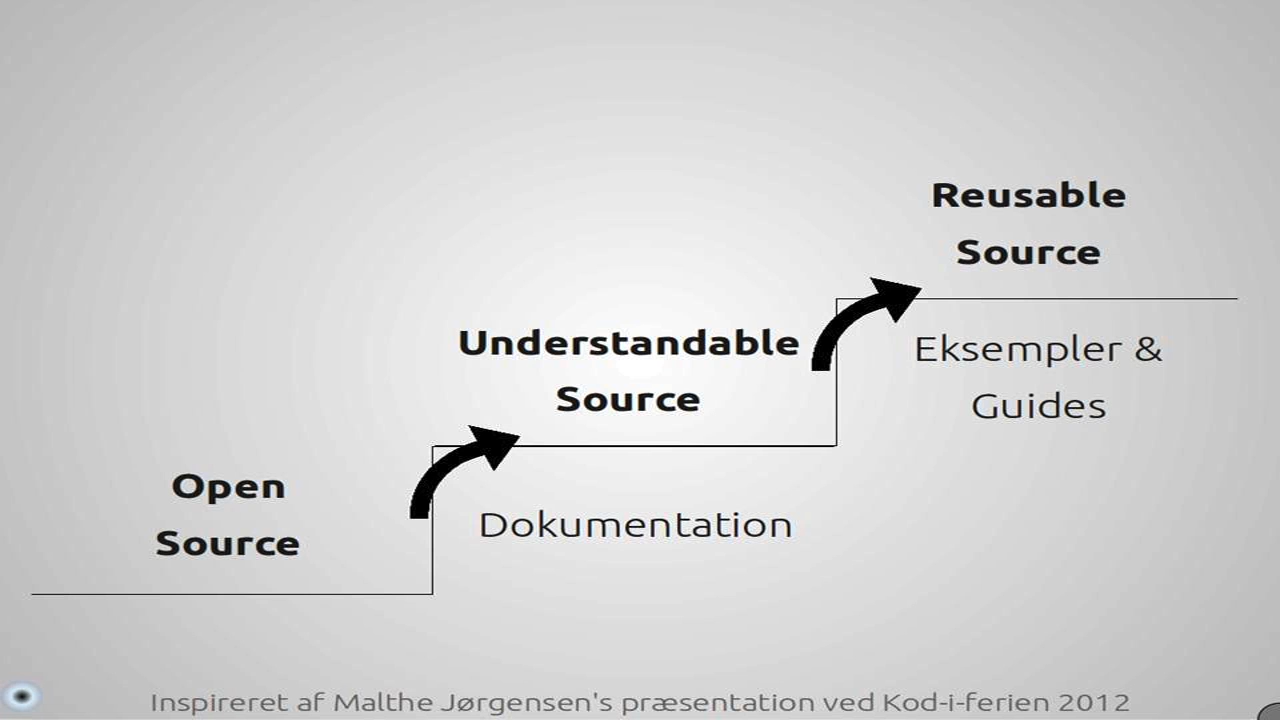 Reusable
Source
Understandable
Source
Eksempler &
Guides
Open
Source
Dokumentation
Inspireret af Malthe Jørgensen's præsentation ved Kod-i-ferien 2012